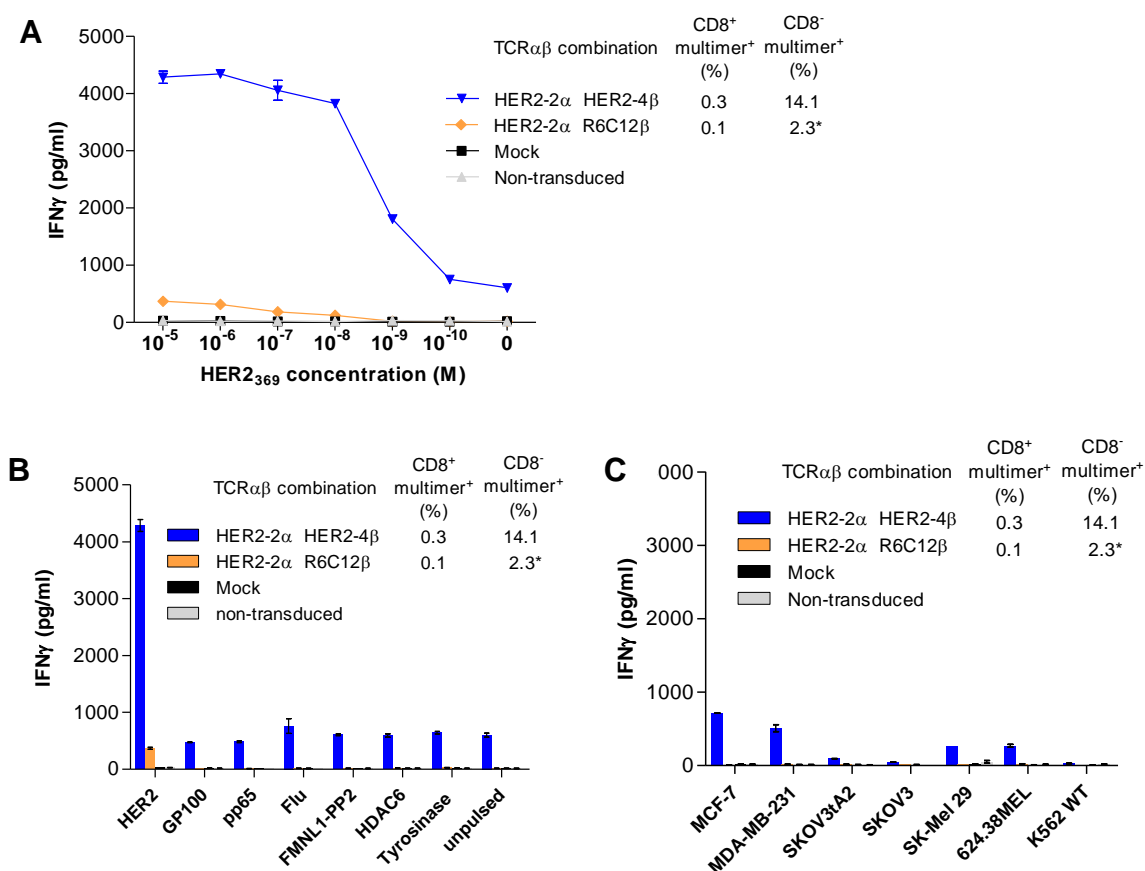 A
5000
4000
3000
2000
1000
0
IFNγ (pg/ml)
10-5 10-6 10-7 10-8 10-9 10-10 0
HER2369 concentration (M)
TCRαβ combination
CD8+ multimer+ (%)
CD8- multimer+ (%)
HER2-2α HER2-4β 0.3 14.1
HER2-2α R6C12β 0.1 2.3*
Mock
Non-transduced
B
5000
4000
3000
2000
1000
0
IFNγ (pg/ml)
TCRαβ combination
CD8+ multimer+ (%)
CD8- multimer+ (%)
HER2-2α HER2-4β 0.3 14.1
HER2-2α R6C12β 0.1 2.3*
Mock
non-transduced
HER2
GP100
pp65
Flu
FMNL1-PP2
HDAC6
Tyrosinase
unpulsed
C
000
3000
2000
1000
0
IFNγ (pg/ml)
TCRαβ combination
CD8+ multimer+ (%)
CD8- multimer+ (%)
HER2-2α HER2-4β 0.3 14.1
HER2-2α R6C12β 0.1 2.3*
Mock
Non-transduced
MCF-7
MDA-MB-231
SKOV3tA2
SKOV3
SK-Mel 29
624.38MEL
K562 WT